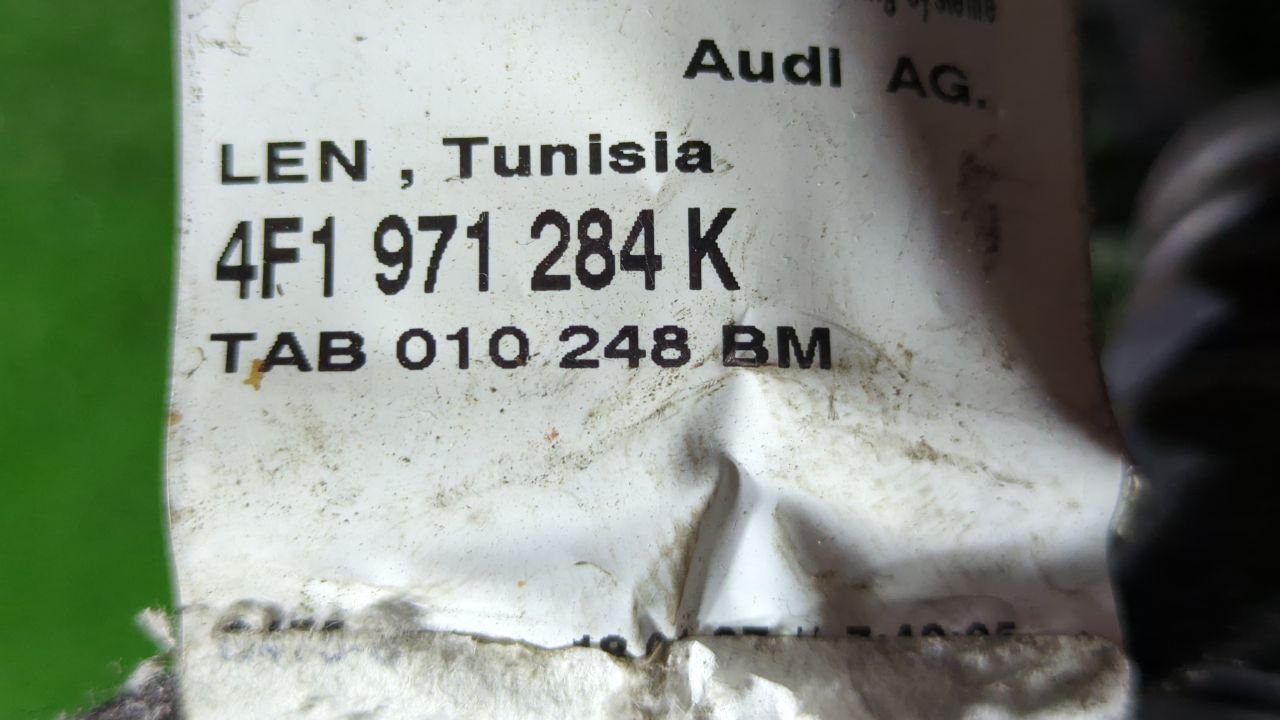 Audi AG.
LEN , Tunisia
4F1 971 284 K
TAB 010 248 BM